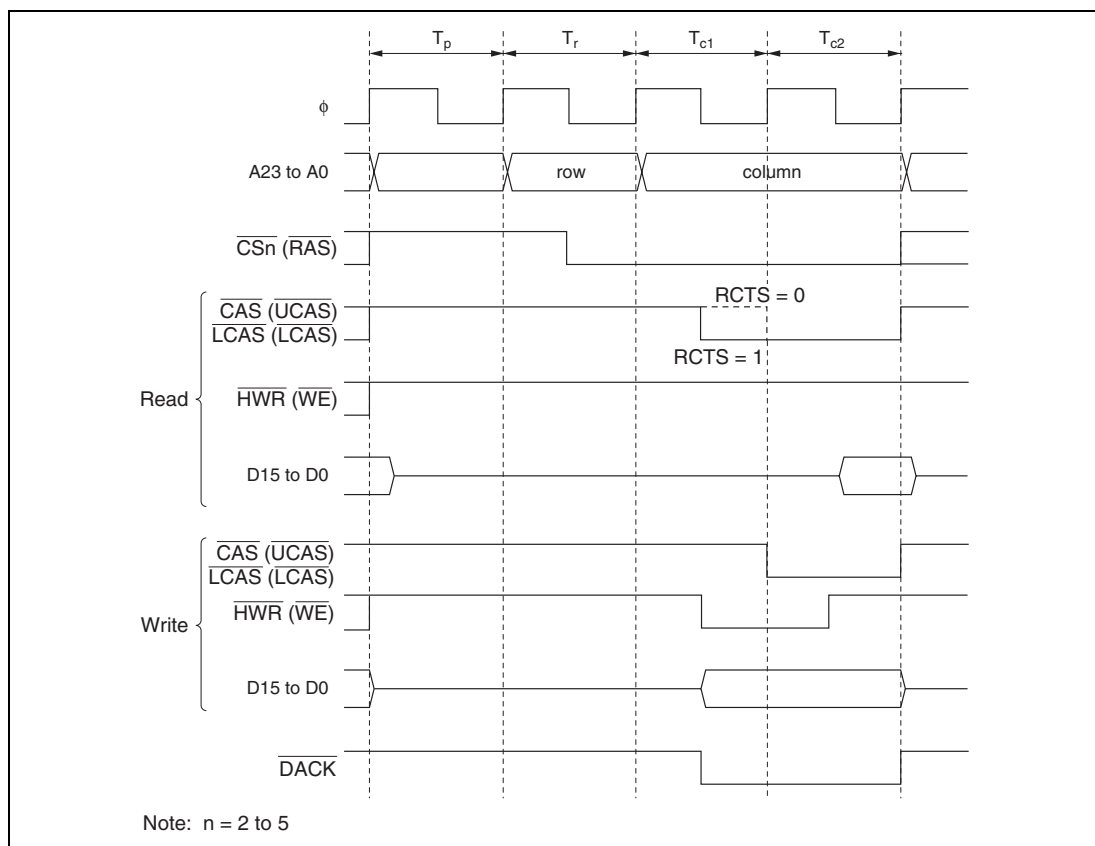 Tp Tr Tc1 Tc2
φ
A23 to A0 row column
CSn (RAS)
RCTS = 0
CAS (UCAS)
LCAS (LCAS)
RCTS = 1
Read
HWR (WE)
D15 to D0
CAS (UCAS)
LCAS (LCAS)
HWR (WE)
Write
D15 to D0
DACK
Note: n = 2 to 5